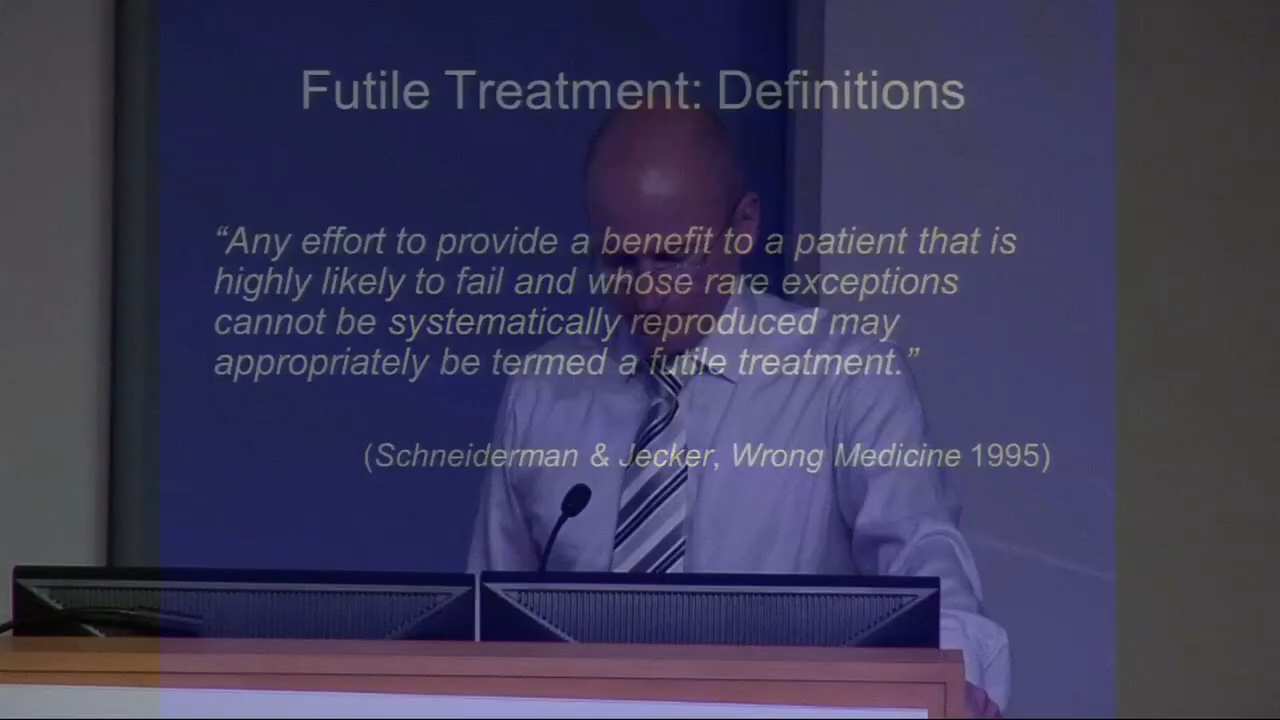 Futile Treatment: Definitions
“Any effort to provide a benefit to a patient that is
highly likely to fail and whose rare exceptions
cannot be systematically reproduced may
appropriately be termed a futile treatment.”
(Schneiderman & Jecker, Wrong Medicine 1995)